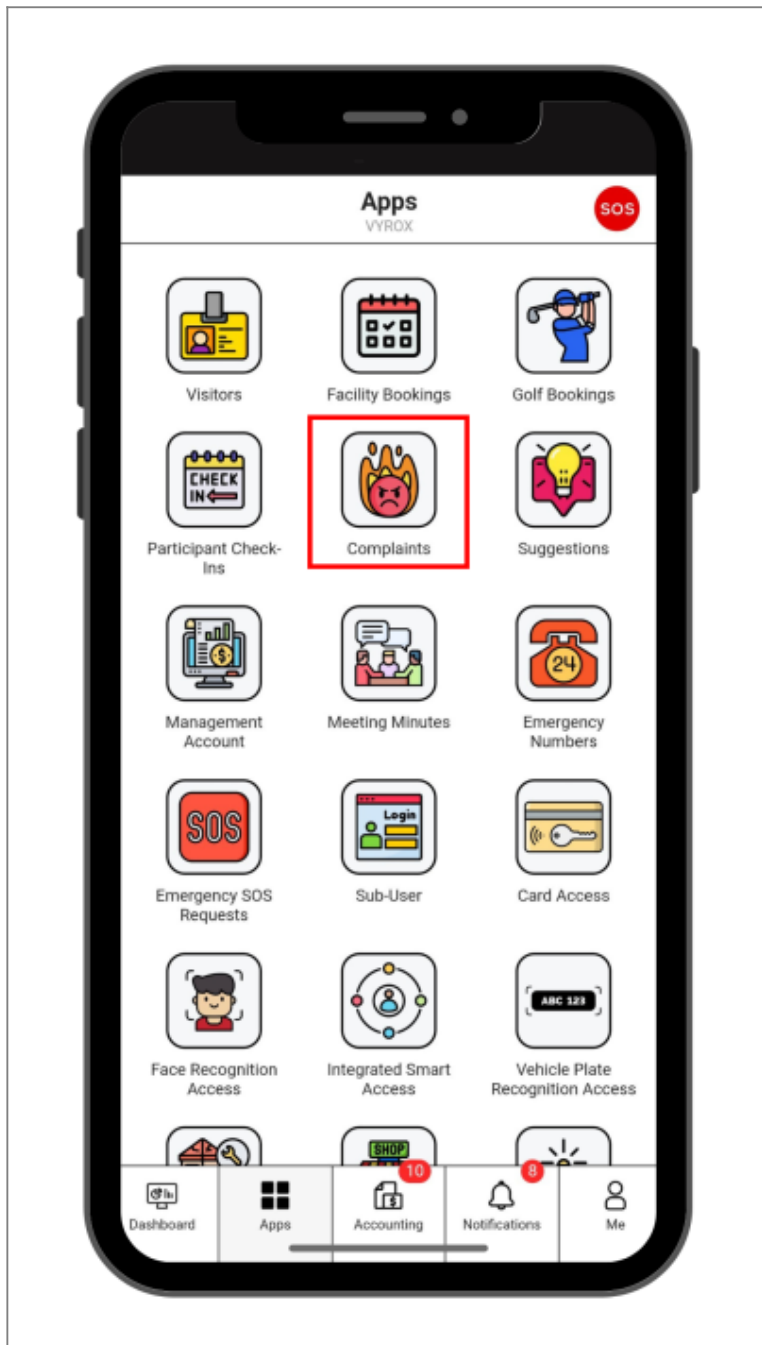 Apps
VYROX
SOS
Visitors
Facility Bookings
Golf Bookings
CHECK
IN
Participant Check-
Ins
Complaints
Suggestions
Management
Account
Meeting Minutes
24
Emergency
Numbers
SOS
Emergency SOS
Requests
Login
Sub-User
Card Access
Face Recognition
Access
Integrated Smart
Access
ABC 123
Vehicle Plate
Recognition Access
SHOP
Dashboard
Apps
10
Accounting
8
Notifications
Me